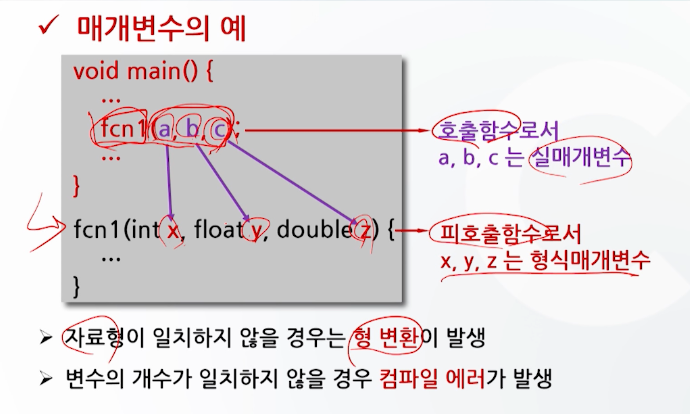 ✓ 매개변수의 예
void main() {
...
fcn1(a, b, c);
...
}
호출함수로서
a, b, c 는 실매개변수
fcn1(int x, float y, double z) {
...
}
피호출함수로서
x, y, z 는 형식매개변수
➢ 자료형이 일치하지 않을 경우는 형 변환이 발생
➢ 변수의 개수가 일치하지 않을 경우 컴파일 에러가 발생